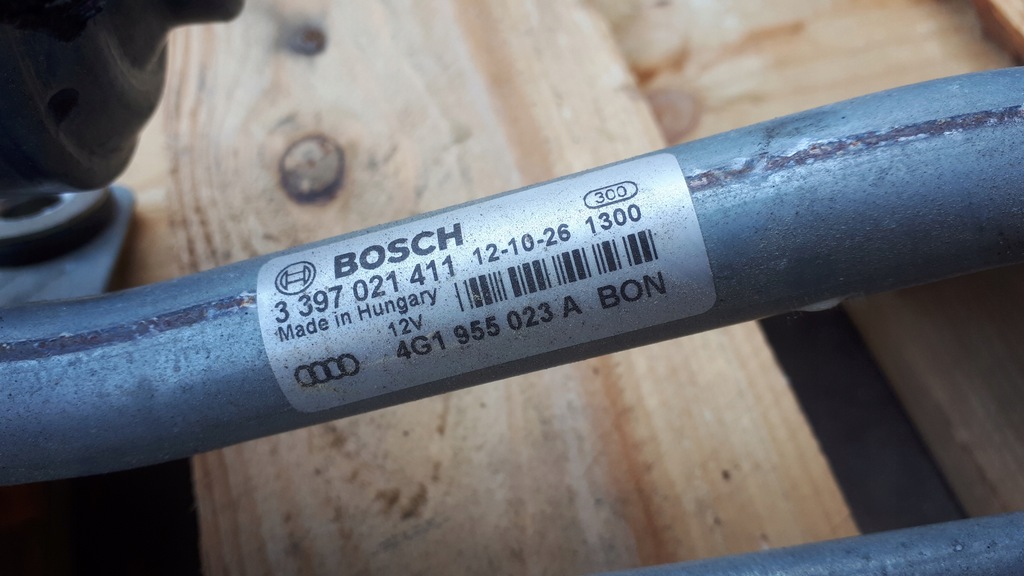 300
BOSCH 12-10-26 1300
3 397 021 411
Made in Hungary
12V
4G1 955 023 A BON